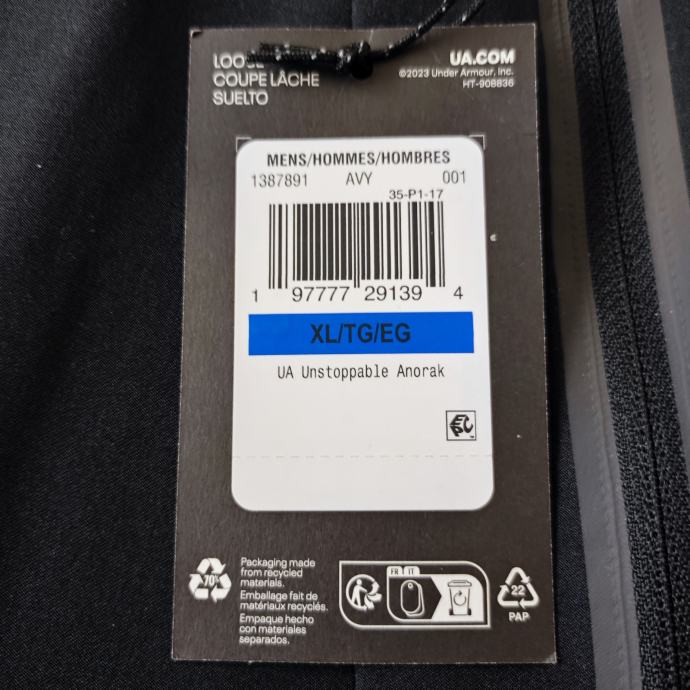 LOOSE
COUPE LÂCHE
SUELTO
UA.COM
©2023 Under Armour, Inc.
HT-908836
MENS/HOMMES/HOMBRES
1387891 AVY 001
35-P1-17
1 97777 29139 4
XL/TG/EG
UA Unstoppable Anorak
EPC
70%
Packaging made
from recycled
materials.
Emballage fait de
matériaux recyclés.
Empaque hecho
con materiales
separados.
FR IT
22
PAP